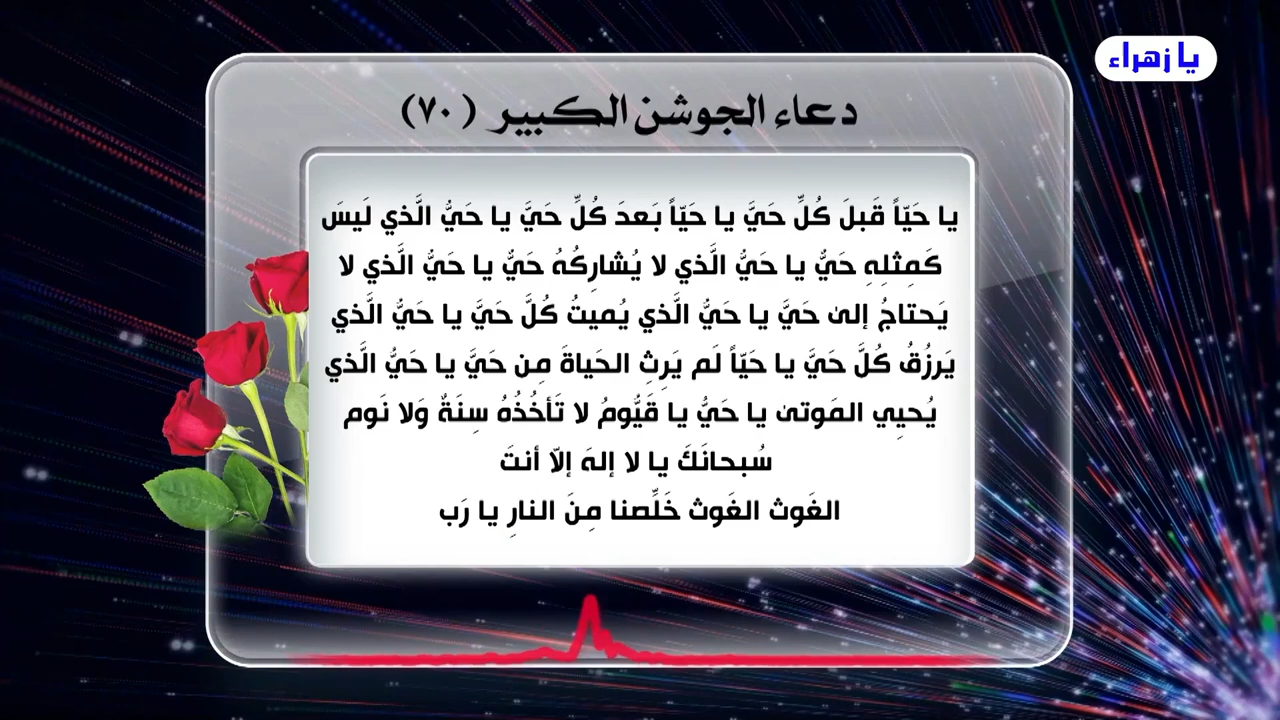 يا زهراء
دعاء الجوشن الكبير (٧٠)
يا حَيّاً قَبلَ كُلِّ حَيَّ يا حَيّاً بَعدَ كُلِّ حَيَّ يا حَيُّ الَّذي لَيسَ
كَمِثلِهِ حَيُّ يا حَيُّ الَّذي لا يُشارِكُهُ حَيُّ يا حَيُّ الَّذي لا
يَحتاجُ إلىٰ حَيَّ يا حَيُّ الَّذي يُميتُ كُلَّ حَيَّ يا حَيُّ الَّذي
يَرزُقُ كُلَّ حَيَّ يا حَيّاً لَم يَرِثِ الحَياةَ مِن حَيَّ يا حَيُّ الَّذي
يُحيِي المَوتىٰ يا حَيُّ يا قَيُّومُ لا تَأخُذُهُ سِنَةٌ وَلا نَوم
سُبحانَكَ يا لا إلهَ إلاّ أنتَ
الغَوث الغَوث خَلِّصنا مِنَ النارِ يا رَب